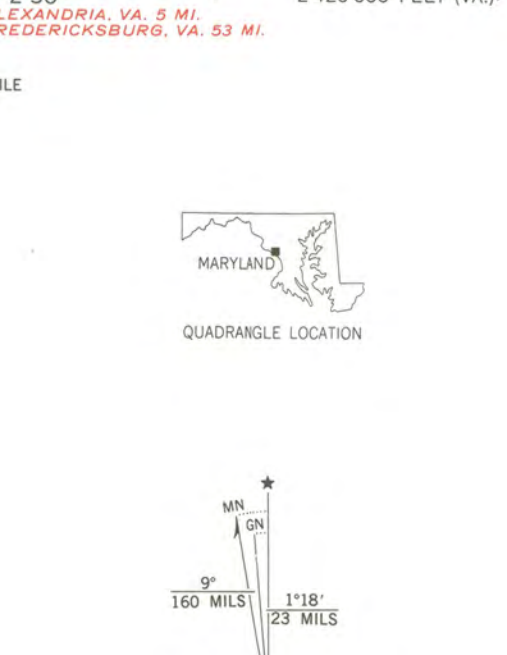 LEXANDRIA, VA. 5 MI.
REDERICKSBURG, VA. 53 MI.
MARYLAND
QUADRANGLE LOCATION
MN
GN
9°
160 MILS
1°18'
23 MILS